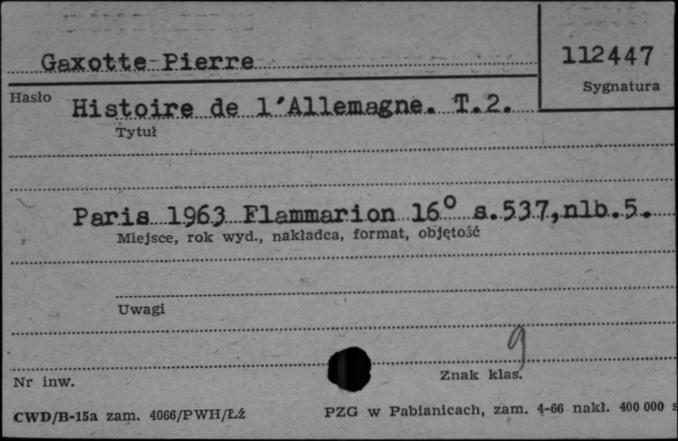 Gaxotte Pierre
112447
Sygnatura
Hasło
Histoire de l'Allemagne. T.2.
Tytuł
Paris 1963 Flammarion 16° s.537,nlb.5.
Miejsce, rok wyd., nakładca, format, objętość
Uwagi
9
Nr inw.
Znak klas.
CWD/B-15a zam. 4066/PWH/Łź
PZG w Pabianicach, zam. 4-66 nakł. 400 000 s